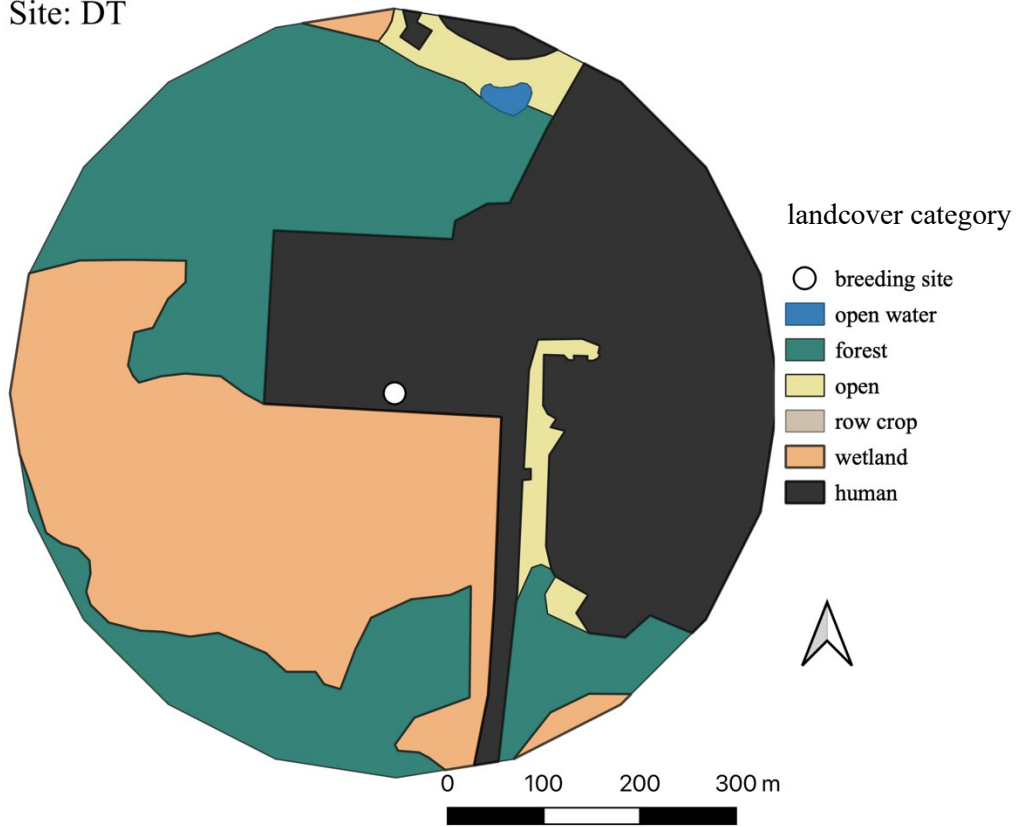 Site: DT
landcover category
breeding site
open water
forest
open
row crop
wetland
human
0 100 200 300 m